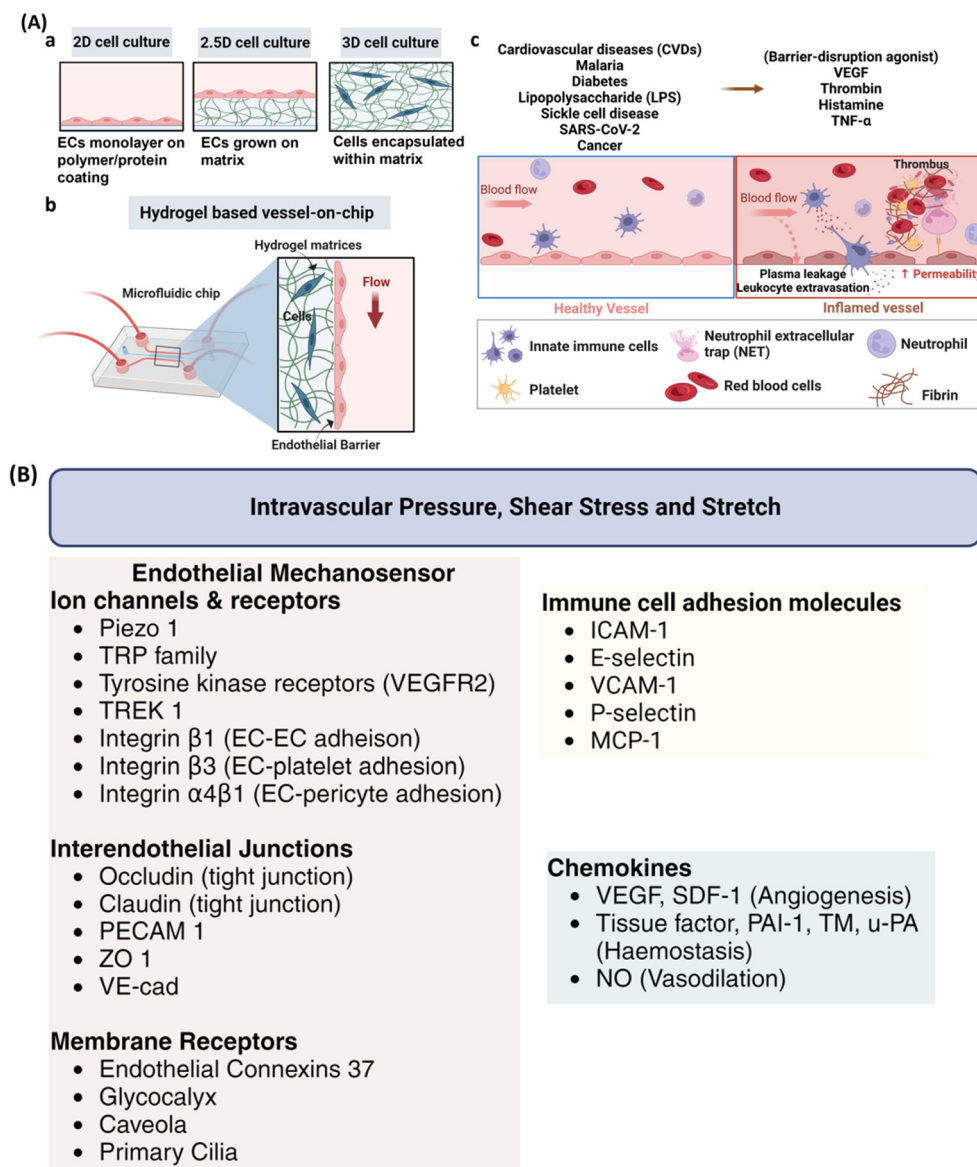 (A)
a
2D cell culture
2.5D cell culture
3D cell culture
ECs monolayer on
polymer/protein
coating
ECs grown on
matrix
Cells encapsulated
within matrix
b
Hydrogel based vessel-on-chip
Hydrogel matrices
Microfluidic chip
Cells
Flow
Endothelial Barrier
c
Cardiovascular diseases (CVDs)
Malaria
Diabetes
Lipopolysaccharide (LPS)
Sickle cell disease
SARS-CoV-2
Cancer
(Barrier-disruption agonist)
VEGF
Thrombin
Histamine
TNF-α
Blood flow
Blood flow
Thrombus
Plasma leakage
Leukocyte extravasation
↑ Permeability
Healthy Vessel
Inflamed vessel
Innate immune cells
Neutrophil extracellular
trap (NET)
Neutrophil
Platelet
Red blood cells
Fibrin
(B)
Intravascular Pressure, Shear Stress and Stretch
Endothelial Mechanosensor
Ion channels & receptors
• Piezo 1
• TRP family
• Tyrosine kinase receptors (VEGFR2)
• TREK 1
• Integrin β1 (EC-EC adheison)
• Integrin β3 (EC-platelet adhesion)
• Integrin α4β1 (EC-pericyte adhesion)
Interendothelial Junctions
• Occludin (tight junction)
• Claudin (tight junction)
• PECAM 1
• ZO 1
• VE-cad
Membrane Receptors
• Endothelial Connexins 37
• Glycocalyx
• Caveola
• Primary Cilia
Immune cell adhesion molecules
• ICAM-1
• E-selectin
• VCAM-1
• P-selectin
• MCP-1
Chemokines
• VEGF, SDF-1 (Angiogenesis)
• Tissue factor, PAI-1, TM, u-PA
(Haemostasis)
• NO (Vasodilation)